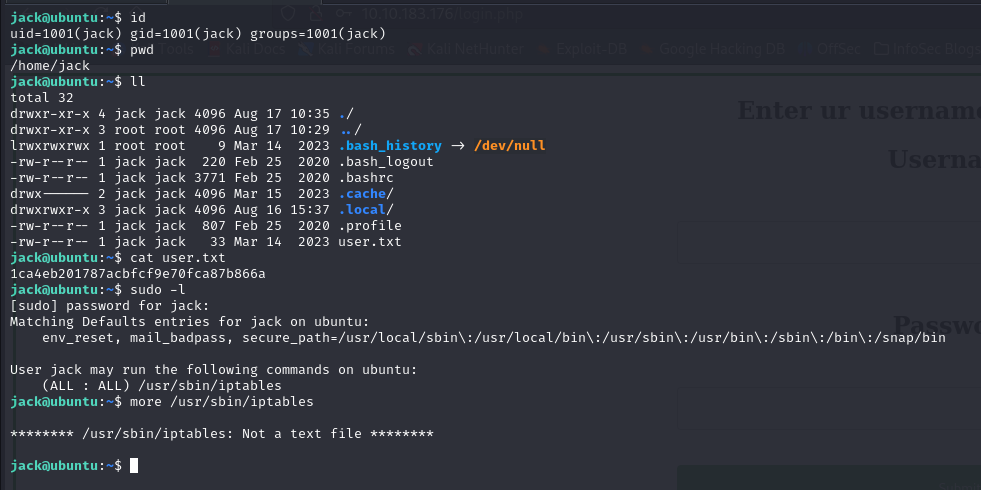 10.10.183.176/input.php
jack@ubuntu:~$ id
uid=1001(jack) gid=1001(jack) groups=1001(jack)
Tools Kali Docs Kali Forums Kali NetHunter Exploit-DB Google Hacking DB OffSec InfoSec Blogs
jack@ubuntu:~$ pwd
/home/jack
jack@ubuntu:~$ ll
total 32
drwxr-xr-x 4 jack jack 4096 Aug 17 10:35 ./
Enter ur username
drwxr-xr-x 3 root root 4096 Aug 17 10:29 ../
lrwxrwxrwx 1 root root    9 Mar 14  2023 .bash_history -> /dev/null
-rw-r--r-- 1 jack jack  220 Feb 25  2020 .bash_logout
Userna
-rw-r--r-- 1 jack jack 3771 Feb 25  2020 .bashrc
drwx------ 2 jack jack 4096 Mar 15  2023 .cache/
drwxrwxr-x 3 jack jack 4096 Aug 16 15:37 .local/
-rw-r--r-- 1 jack jack  807 Feb 25  2020 .profile
-rw-r--r-- 1 jack jack   33 Mar 14  2023 user.txt
jack@ubuntu:~$ cat user.txt
1ca4eb201787acbfcf9e70fca87b866a
jack@ubuntu:~$ sudo -l
[sudo] password for jack:
Matching Defaults entries for jack on ubuntu:
Passwo
    env_reset, mail_badpass, secure_path=/usr/local/sbin\:/usr/local/bin\:/usr/sbin\:/usr/bin\:/sbin\:/bin\:/snap/bin
User jack may run the following commands on ubuntu:
    (ALL : ALL) /usr/sbin/iptables
jack@ubuntu:~$ more /usr/sbin/iptables
******** /usr/sbin/iptables: Not a text file ********
jack@ubuntu:~$